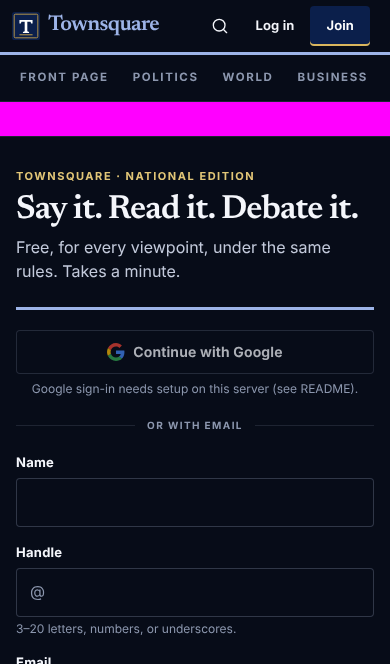 T Townsquare
Log in
Join
FRONT PAGE POLITICS WORLD BUSINESS
TOWNSQUARE · NATIONAL EDITION
Say it. Read it. Debate it.
Free, for every viewpoint, under the same
rules. Takes a minute.
Continue with Google
Google sign-in needs setup on this server (see README).
OR WITH EMAIL
Name
Handle
@
3–20 letters, numbers, or underscores.
Email